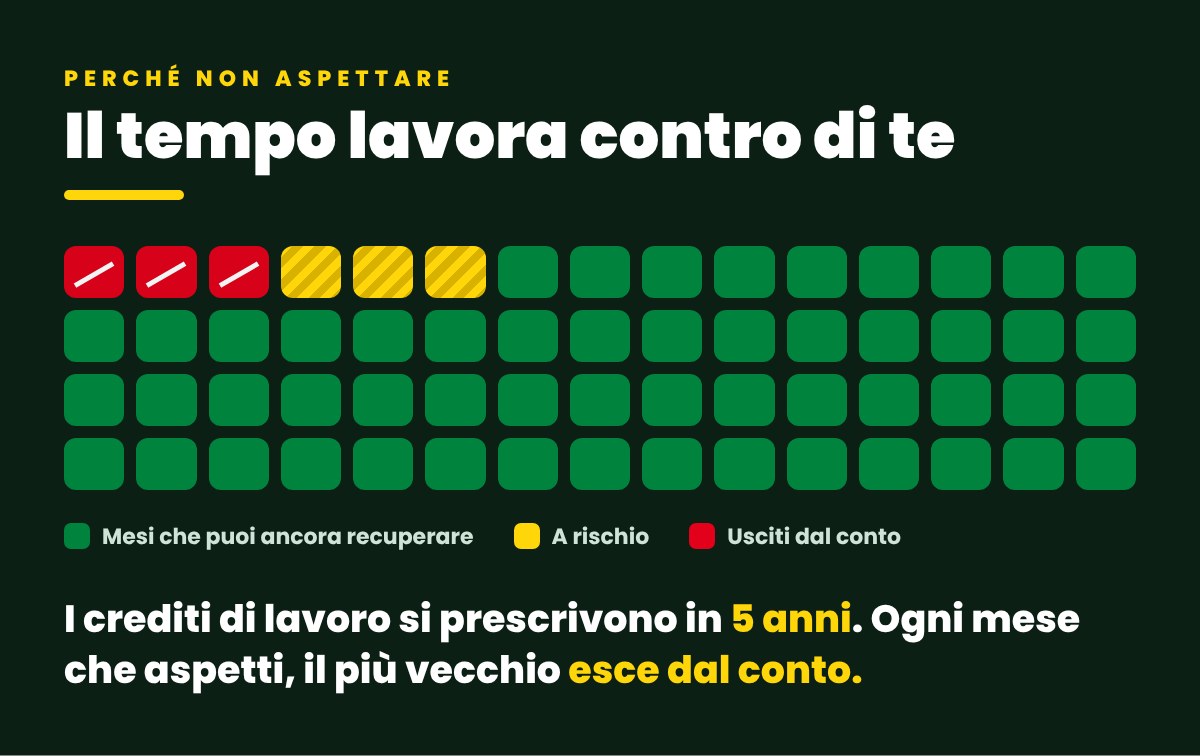 PERCHÉ NON ASPETTARE
Il tempo lavora contro di te
Mesi che puoi ancora recuperare
A rischio
Usciti dal conto
I crediti di lavoro si prescrivono in 5 anni. Ogni mese
che aspetti, il più vecchio esce dal conto.